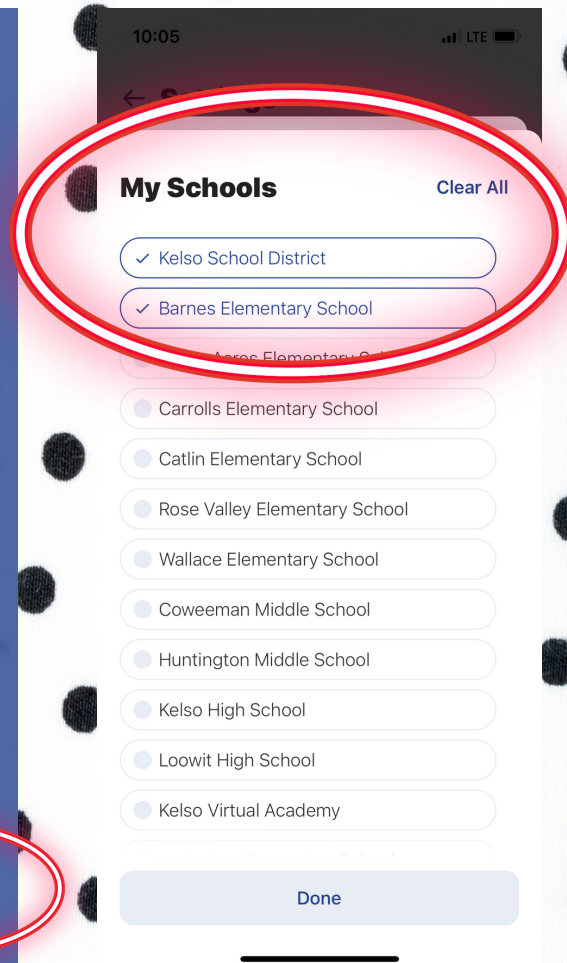 10:05
LTE
My Schools
Clear All
Kelso School District
Barnes Elementary School
Acres Elementary
Carrolls Elementary School
Catlin Elementary School
Rose Valley Elementary School
Wallace Elementary School
Coweeman Middle School
Huntington Middle School
Kelso High School
Loowit High School
Kelso Virtual Academy
Done